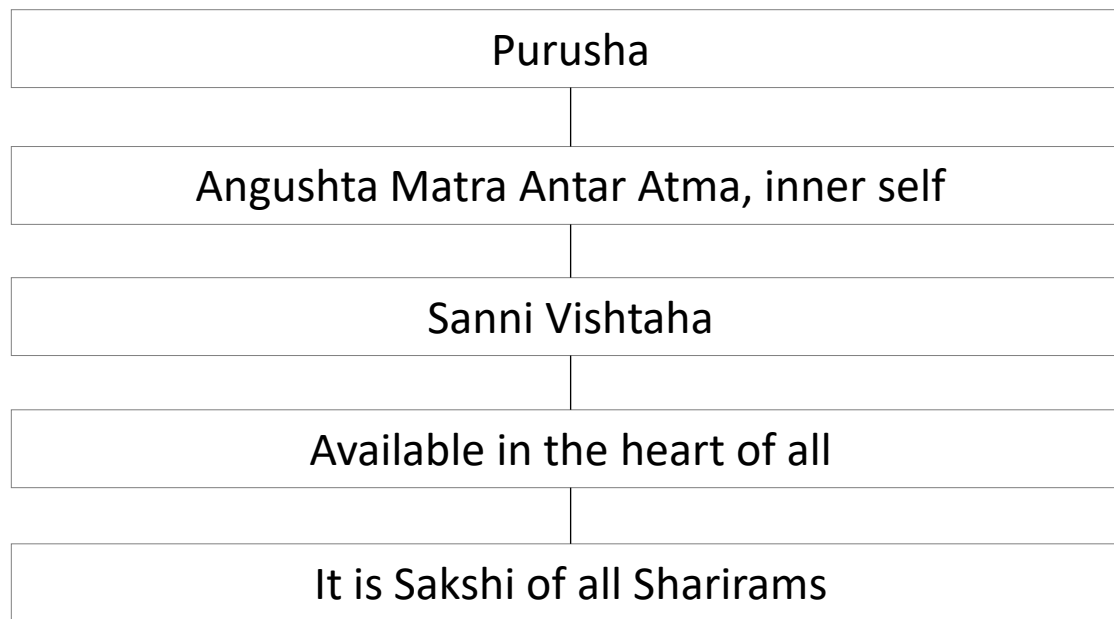 Purusha
Angushta Matra Antar Atma, inner self
Sanni Vishtaha
Available in the heart of all
It is Sakshi of all Sharirams